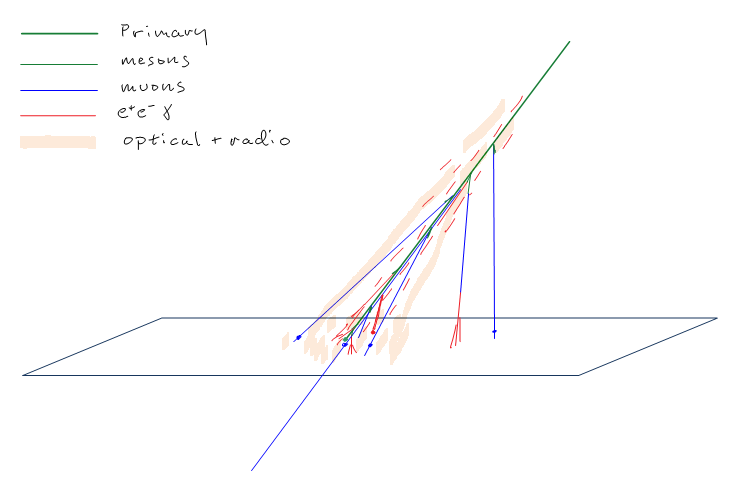 Primary
mesons
muons
e+e- γ
optical + radio